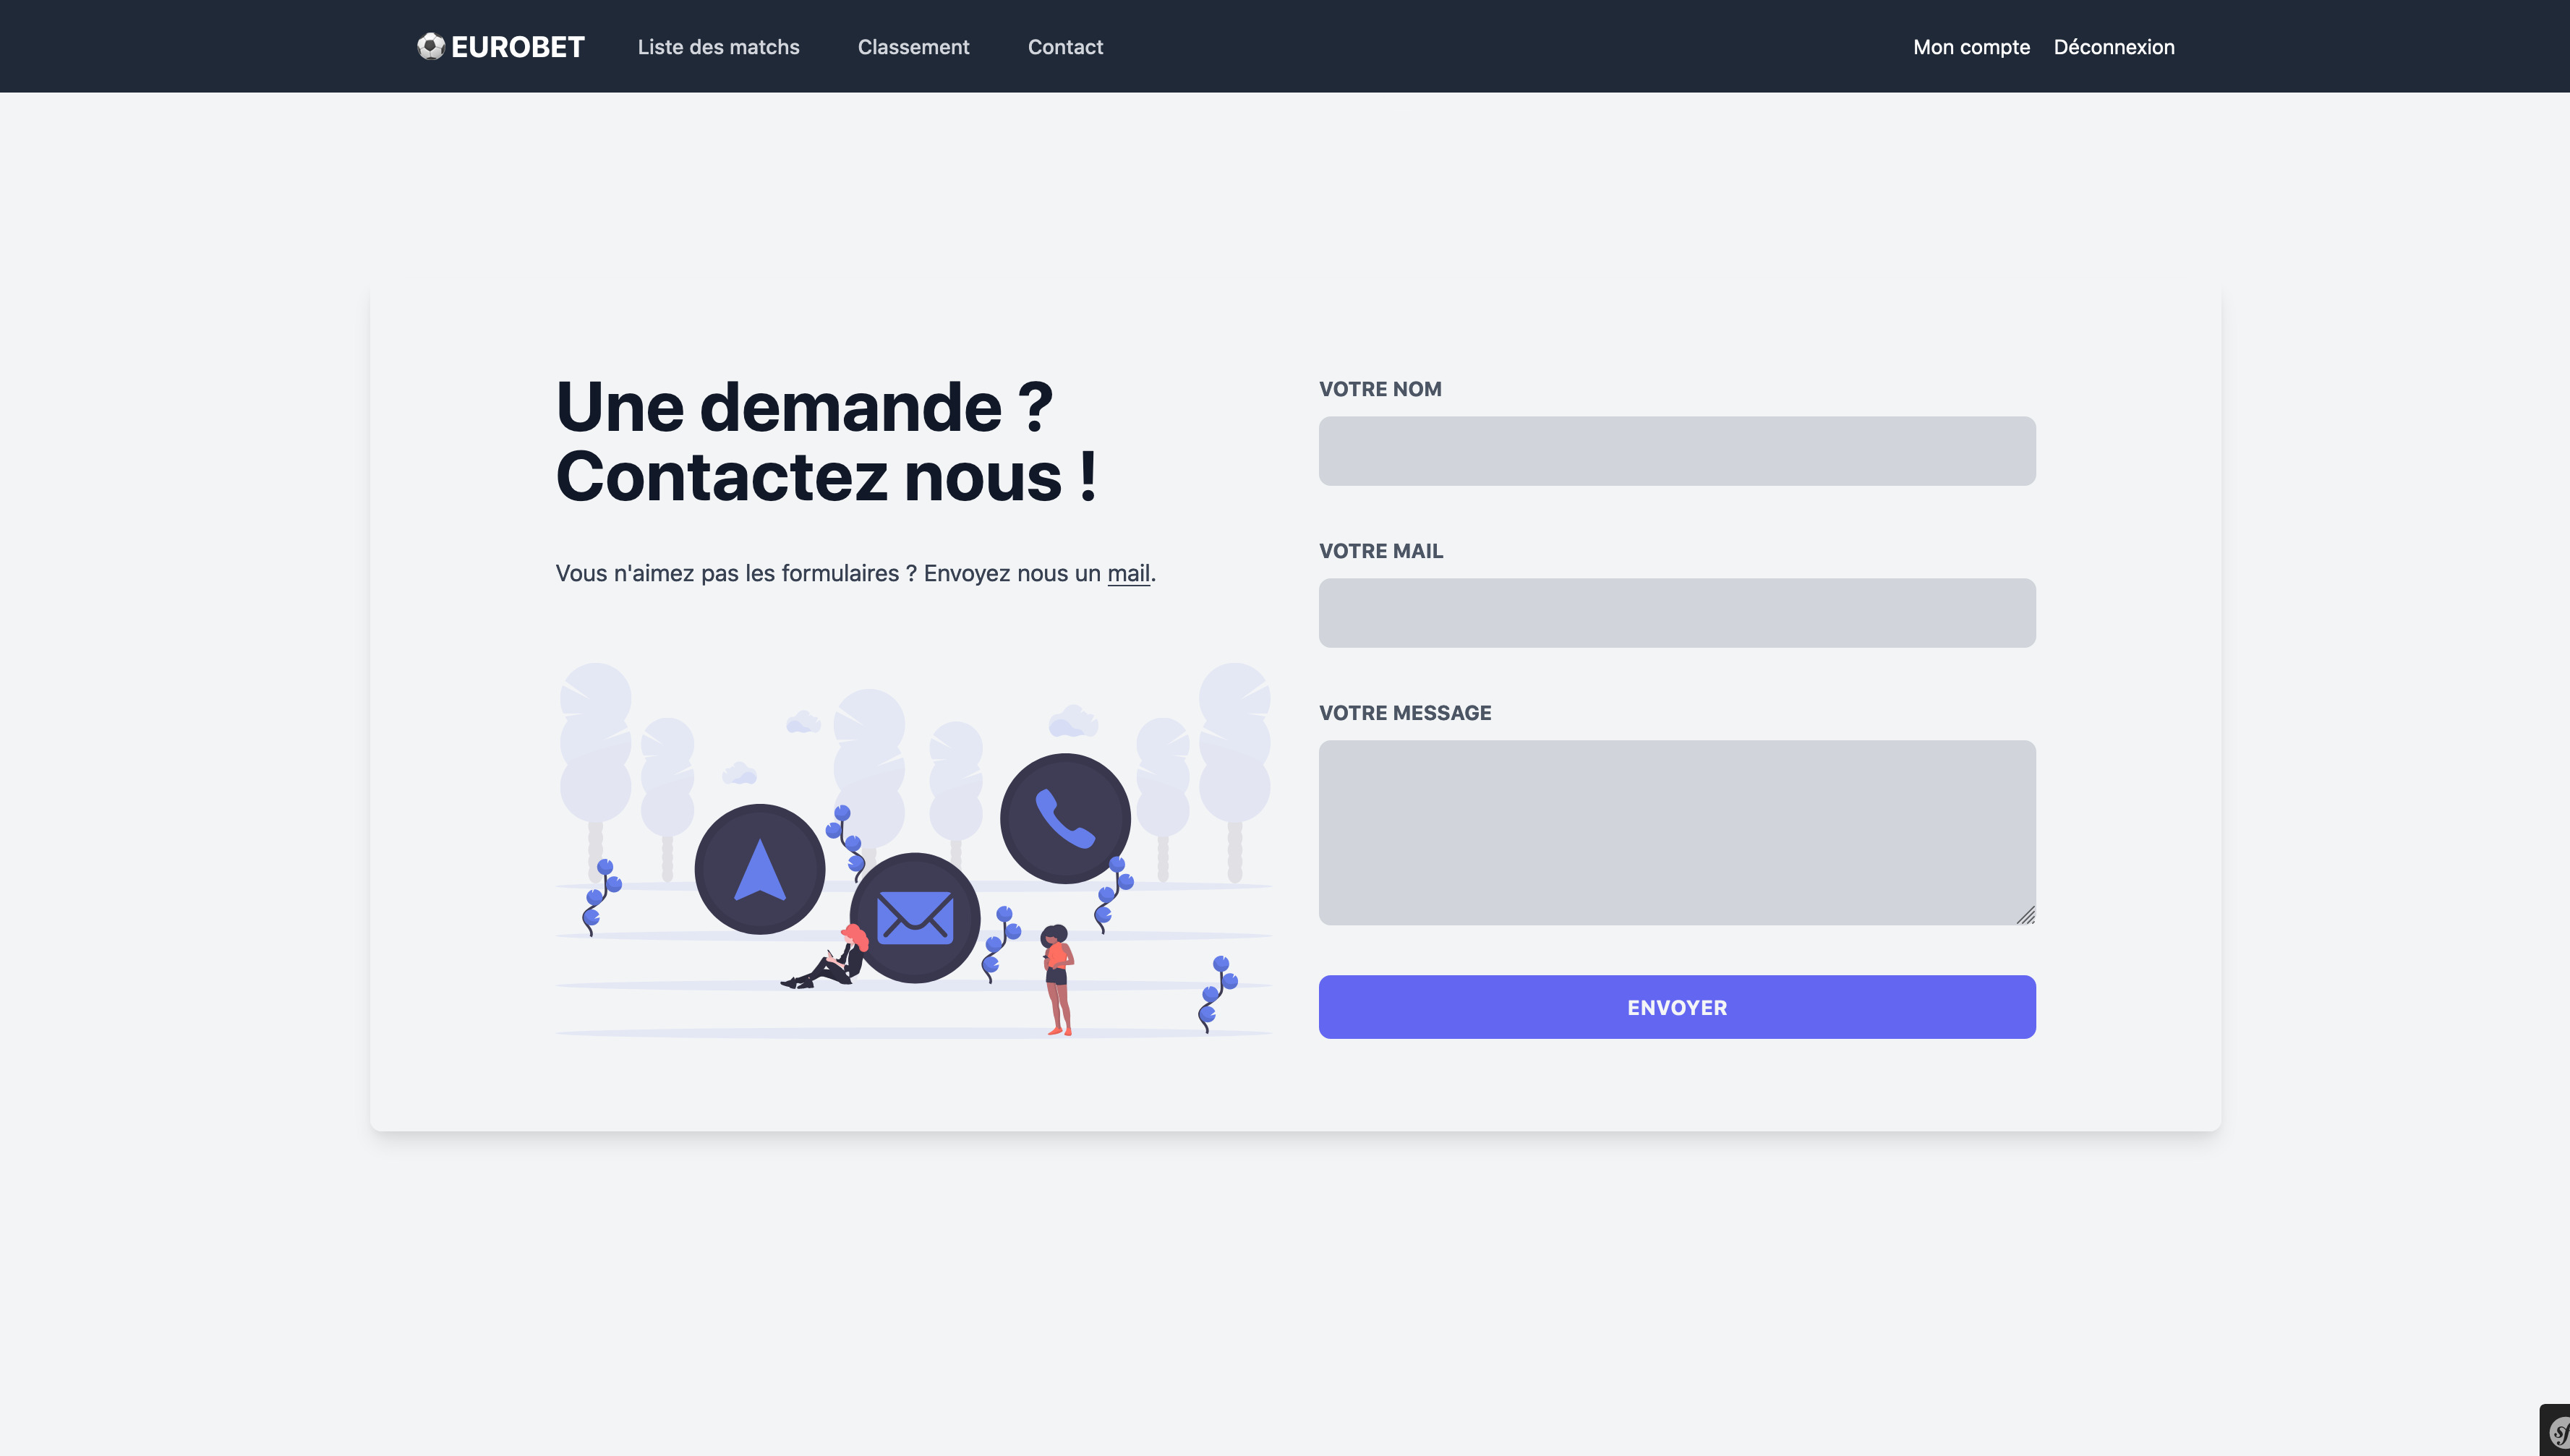 EUROBET Liste des matchs Classement Contact Mon compte Déconnexion
Une demande ?
Contactez nous !
Vous n'aimez pas les formulaires ? Envoyez nous un mail.
VOTRE NOM
VOTRE MAIL
VOTRE MESSAGE
ENVOYER
sf